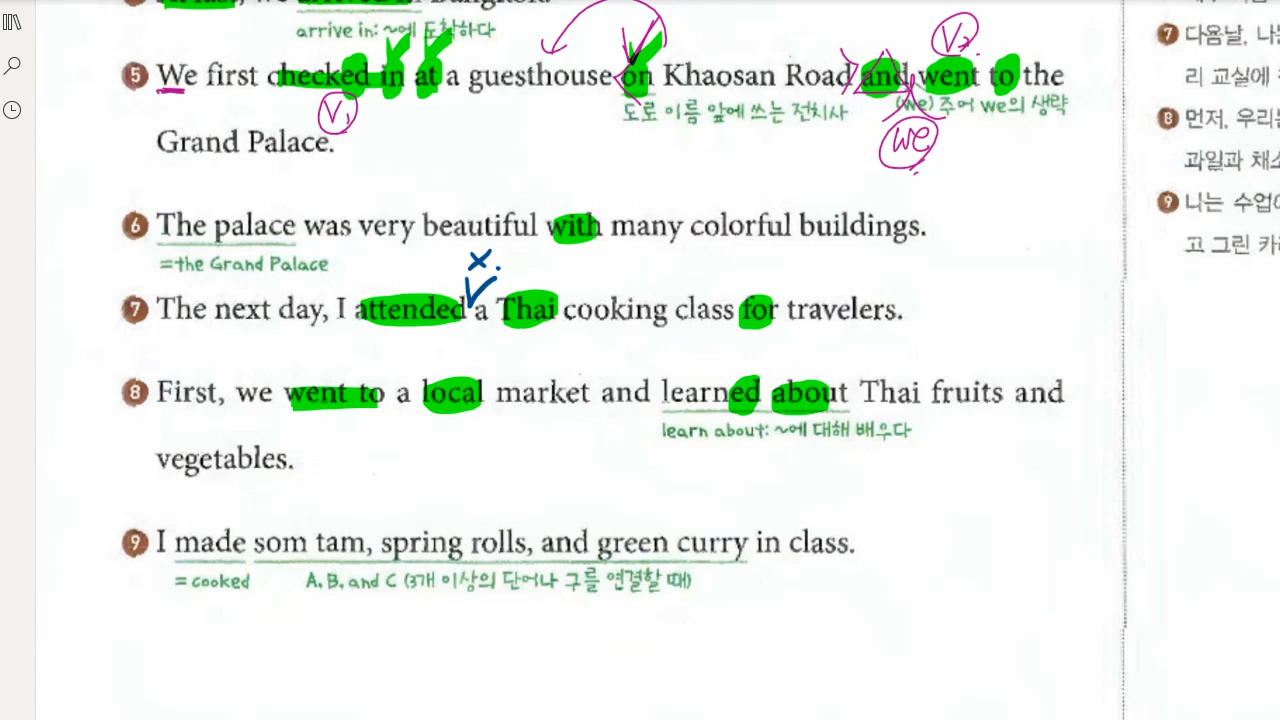 arrive in: ~에 도착하다
5 We first checked in at a guesthouse on Khaosan Road and went to the
V₂
V₁
도로 이름 앞에 쓰는 전치사
(we) 주어 we의 생략
we
Grand Palace.
6 The palace was very beautiful with many colorful buildings.
=the Grand Palace
x.
7 The next day, I attended a Thai cooking class for travelers.
8 First, we went to a local market and learned about Thai fruits and
learn about: ~에 대해 배우다
vegetables.
9 I made som tam, spring rolls, and green curry in class.
= cooked
A, B, and C (3개 이상의 단어나 구를 연결할 때)
7 다음날, 나는
리 교실에
8 먼저, 우리는
과일과 채소
9 나는 수업에
고 그린 카